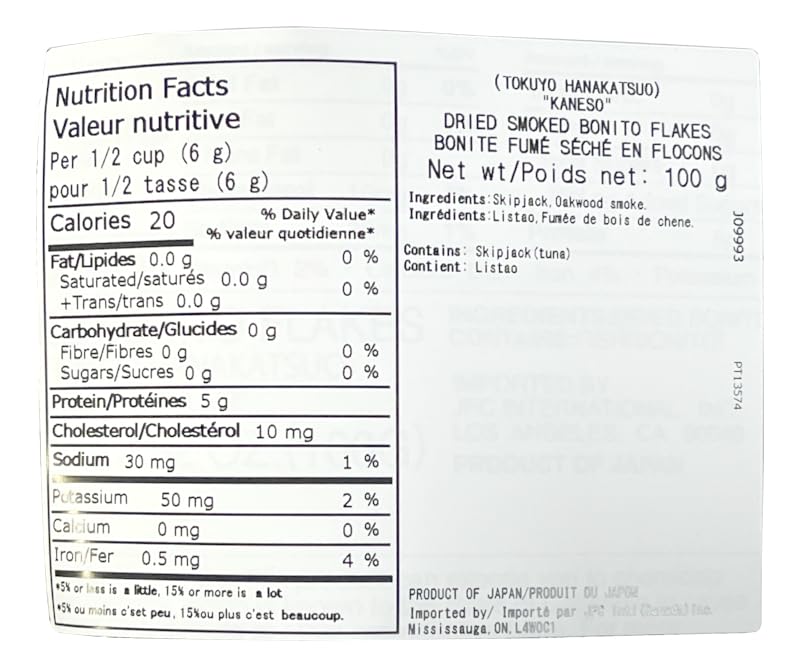 Nutrition Facts
Valeur nutritive
Per 1/2 cup (6 g)
pour 1/2 tasse (6 g)
Calories 20
% Daily Value*
% valeur quotidienne*
Fat/Lipides 0.0 g 0 %
Saturated/saturés 0.0 g
+Trans/trans 0.0 g 0 %
Carbohydrate/Glucides 0 g
Fibre/Fibres 0 g 0 %
Sugars/Sucres 0 g 0 %
Protein/Protéines 5 g
Cholesterol/Cholestérol 10 mg
Sodium 30 mg 1 %
Potassium 50 mg 2 %
Calcium 0 mg 0 %
Iron/Fer 0.5 mg 4 %
*5% or less is a little, 15% or more is a lot
*5% ou moins c'set peu, 15%ou plus c'est beaucoup.
(TOKUYO HANAKATSUO)
"KANESO"
DRIED SMOKED BONITO FLAKES
BONITE FUMÉ SÉCHÉ EN FLOCONS
Net wt/Poids net: 100 g
Ingredients:Skipjack, Oakwood smoke.
Ingrédients:Listao, Fumée de bois de chene.
Contains: Skipjack(tuna)
Contient: Listao
J09993
PT13574
PRODUCT OF JAPAN/PRODUIT DU JAPON
Imported by/ Importé par JFC
Mississauga, ON, L4W0C1